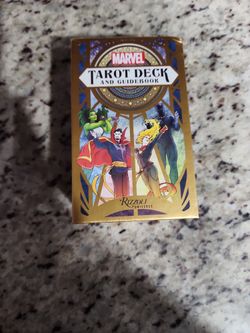 MARVEL
TAROT DECK
AND GUIDEBOOK
Rizzoli